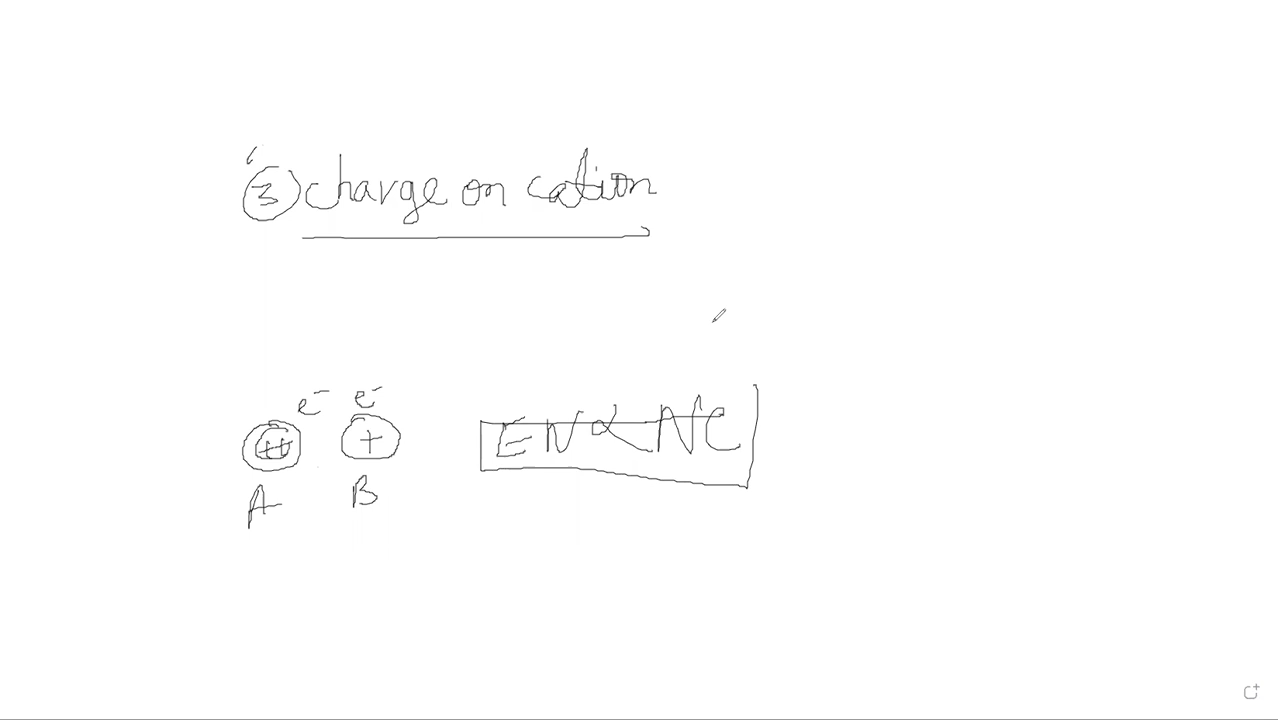 ③ charge on cation
e⁻ e⁻
++ + EN ∝ NC
A B